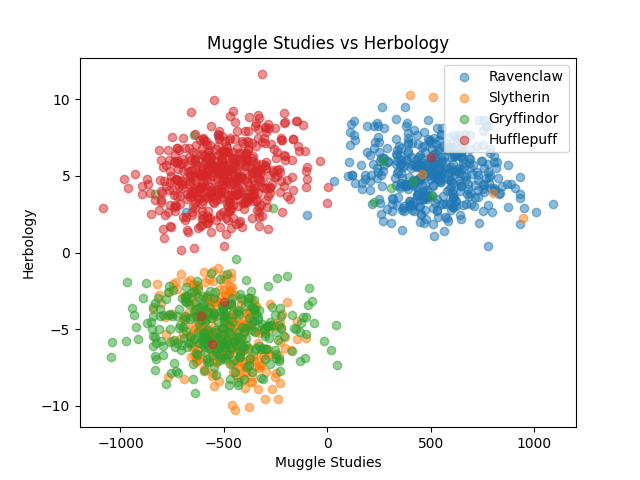 Muggle Studies vs Herbology
Ravenclaw
Slytherin
Gryffindor
Hufflepuff
10
5
0
−5
−10
Herbology
−1000
−500
0
500
1000
Muggle Studies